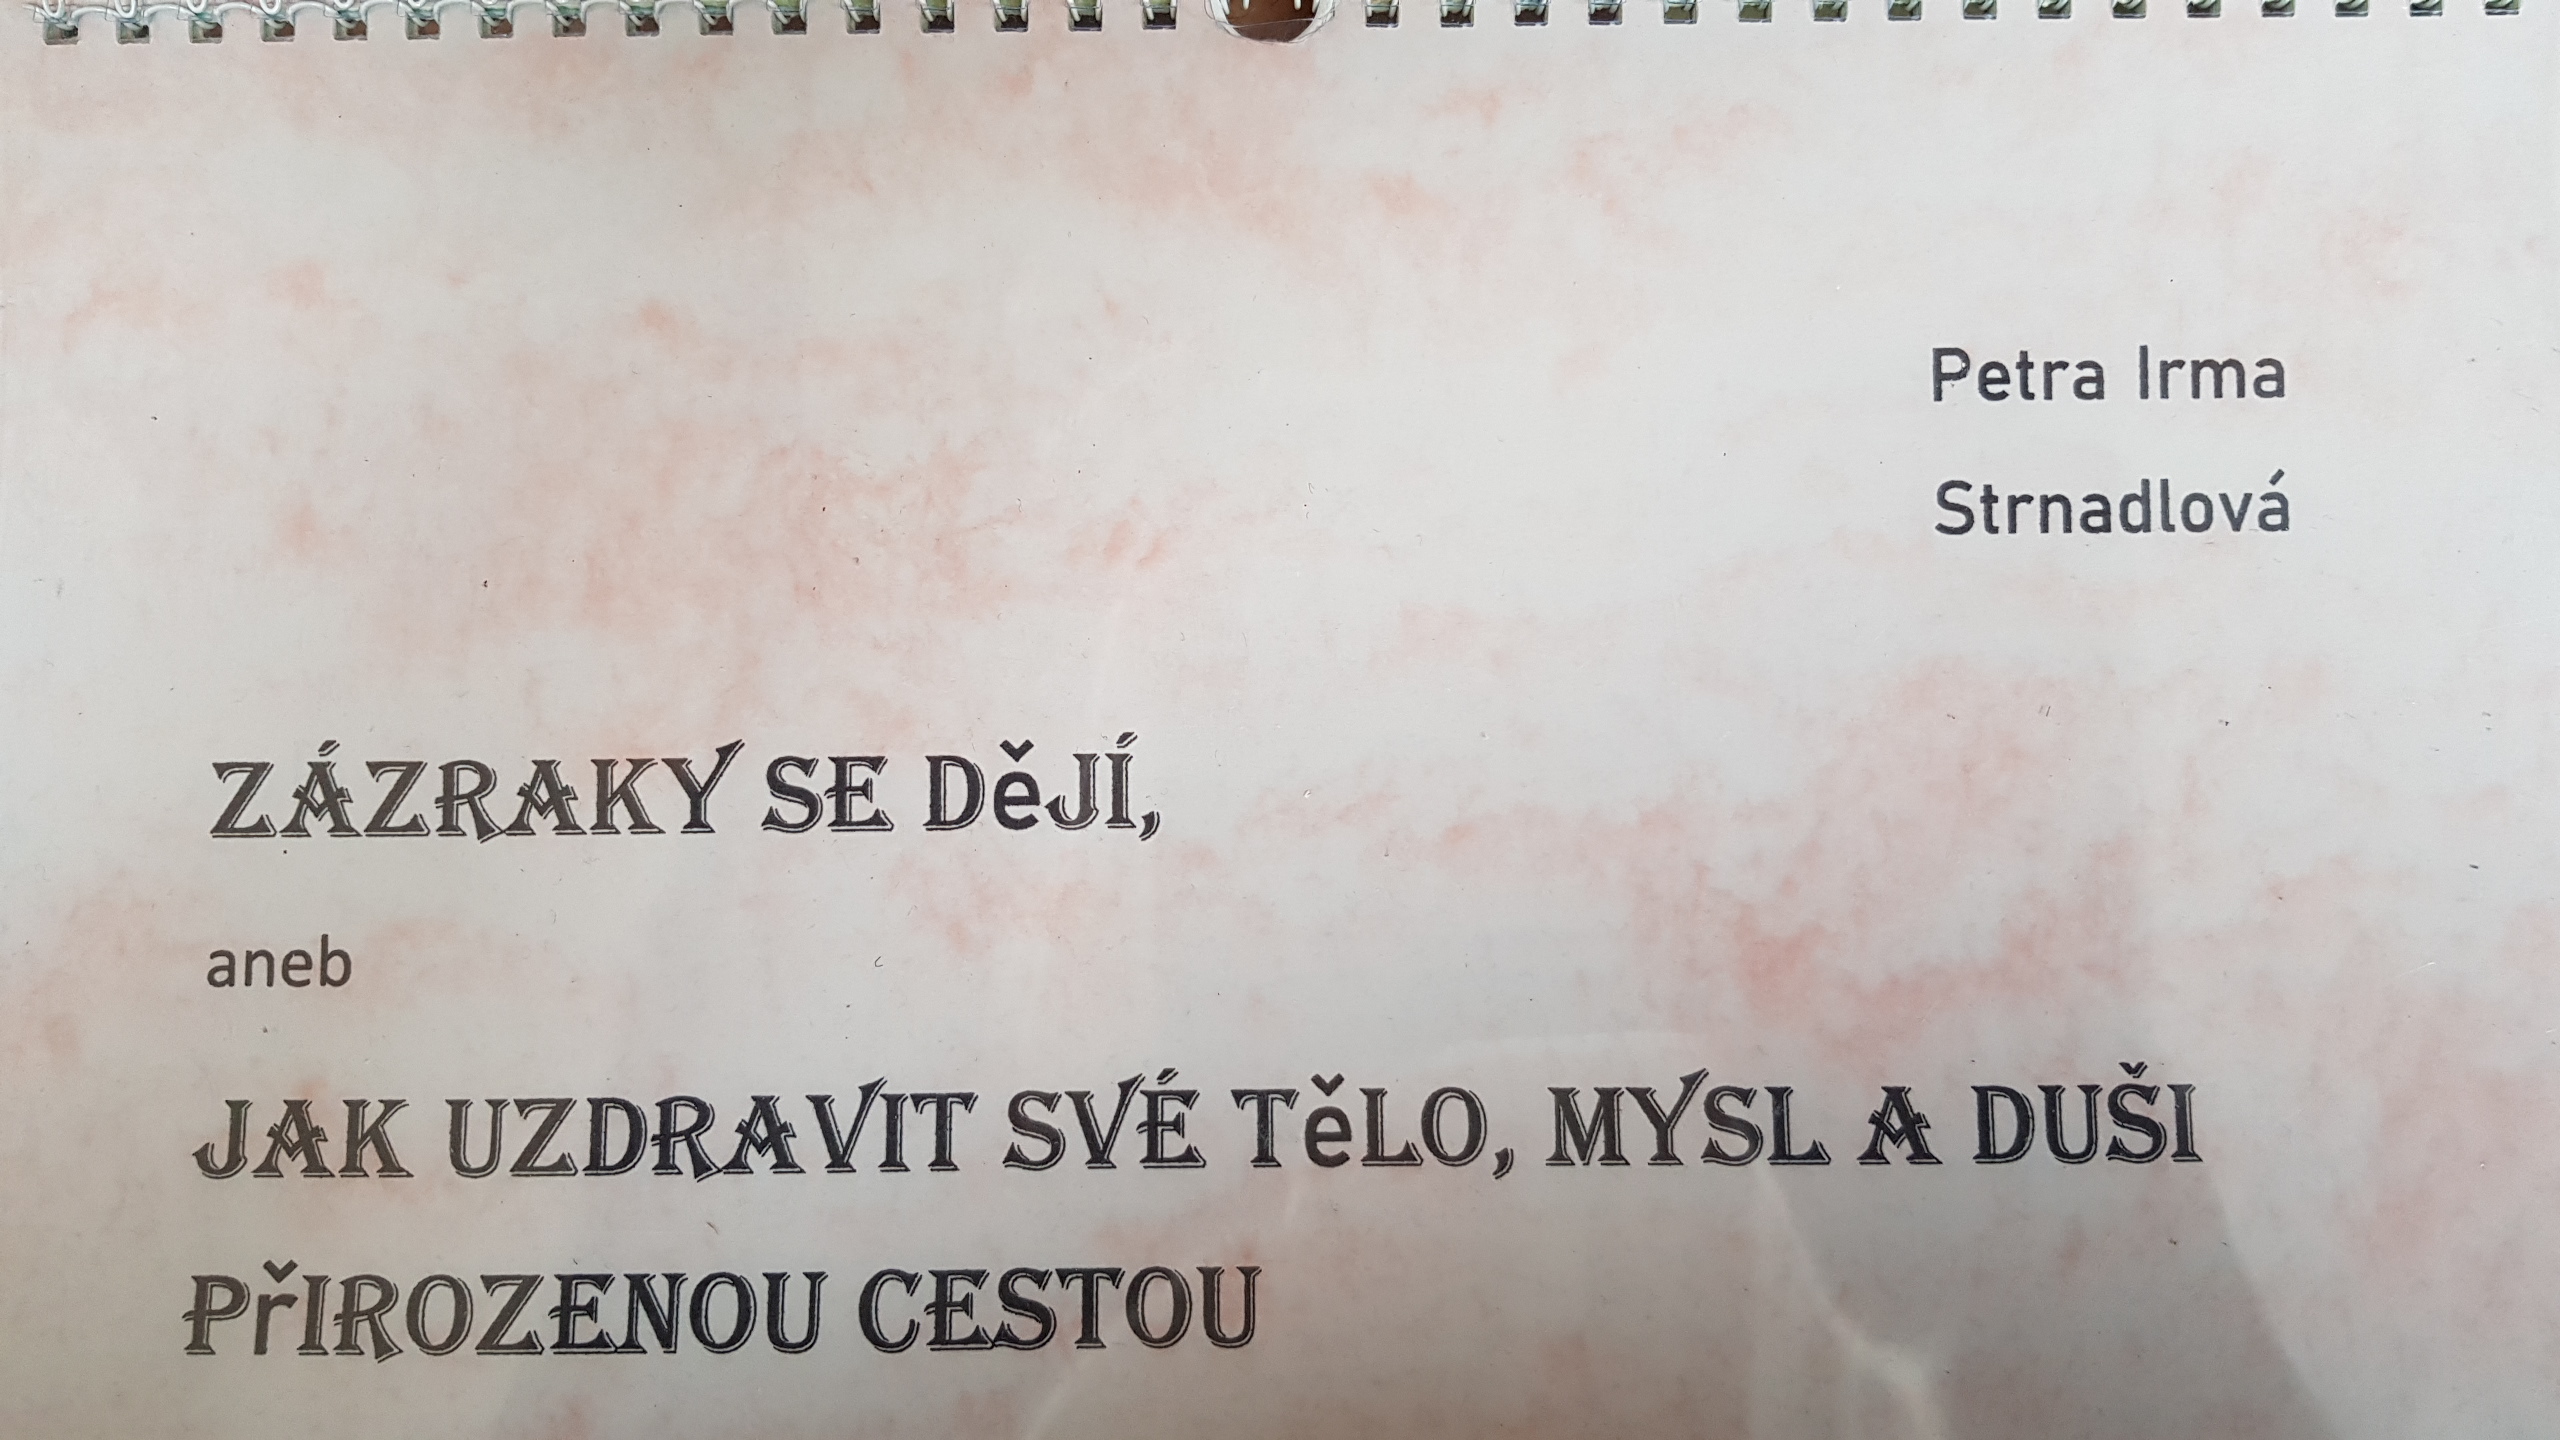 Petra Irma
Strnadlová
ZÁZRAKY SE DěJÍ,
aneb
JAK UZDRAVIT SVÉ TěLO, MYSL A DUŠI
PřIROZENOU CESTOU